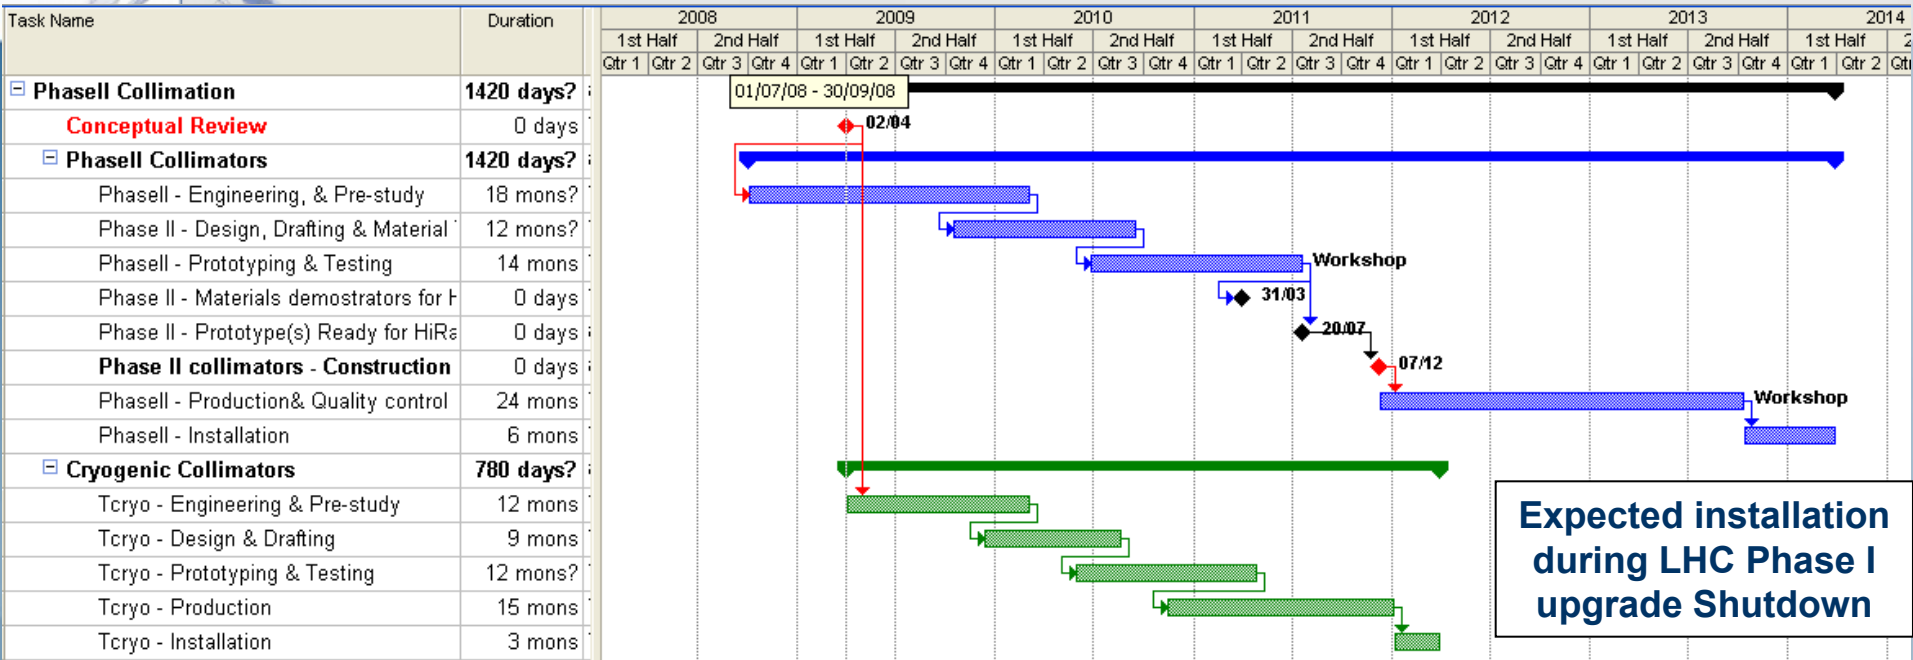 Task Name Duration 2008 2009 2010 2011 2012 2013 2014
1st Half 2nd Half 1st Half 2nd Half 1st Half 2nd Half 1st Half 2nd Half 1st Half 2nd Half 1st Half 2nd Half 1st Half 2
Qtr 1 Qtr 2 Qtr 3 Qtr 4 Qtr 1 Qtr 2 Qtr 3 Qtr 4 Qtr 1 Qtr 2 Qtr 3 Qtr 4 Qtr 1 Qtr 2 Qtr 3 Qtr 4 Qtr 1 Qtr 2 Qtr 3 Qtr 4 Qtr 1 Qtr 2 Qtr 3 Qtr 4 Qtr 1 Qtr 2 Qtr
PhaseII Collimation 1420 days? 01/07/08 - 30/09/08
Conceptual Review 0 days 02/04
PhaseII Collimators 1420 days?
PhaseII - Engineering, & Pre-study 18 mons?
Phase II - Design, Drafting & Material 12 mons?
PhaseII - Prototyping & Testing 14 mons Workshop
Phase II - Materials demostrators for H 0 days 31/03
Phase II - Prototype(s) Ready for HiRa 0 days 20/07
Phase II collimators - Construction 0 days 07/12
PhaseII - Production& Quality control 24 mons Workshop
PhaseII - Installation 6 mons
Cryogenic Collimators 780 days?
Tcryo - Engineering & Pre-study 12 mons
Tcryo - Design & Drafting 9 mons
Tcryo - Prototyping & Testing 12 mons?
Tcryo - Production 15 mons
Tcryo - Installation 3 mons
Expected installation
during LHC Phase I
upgrade Shutdown